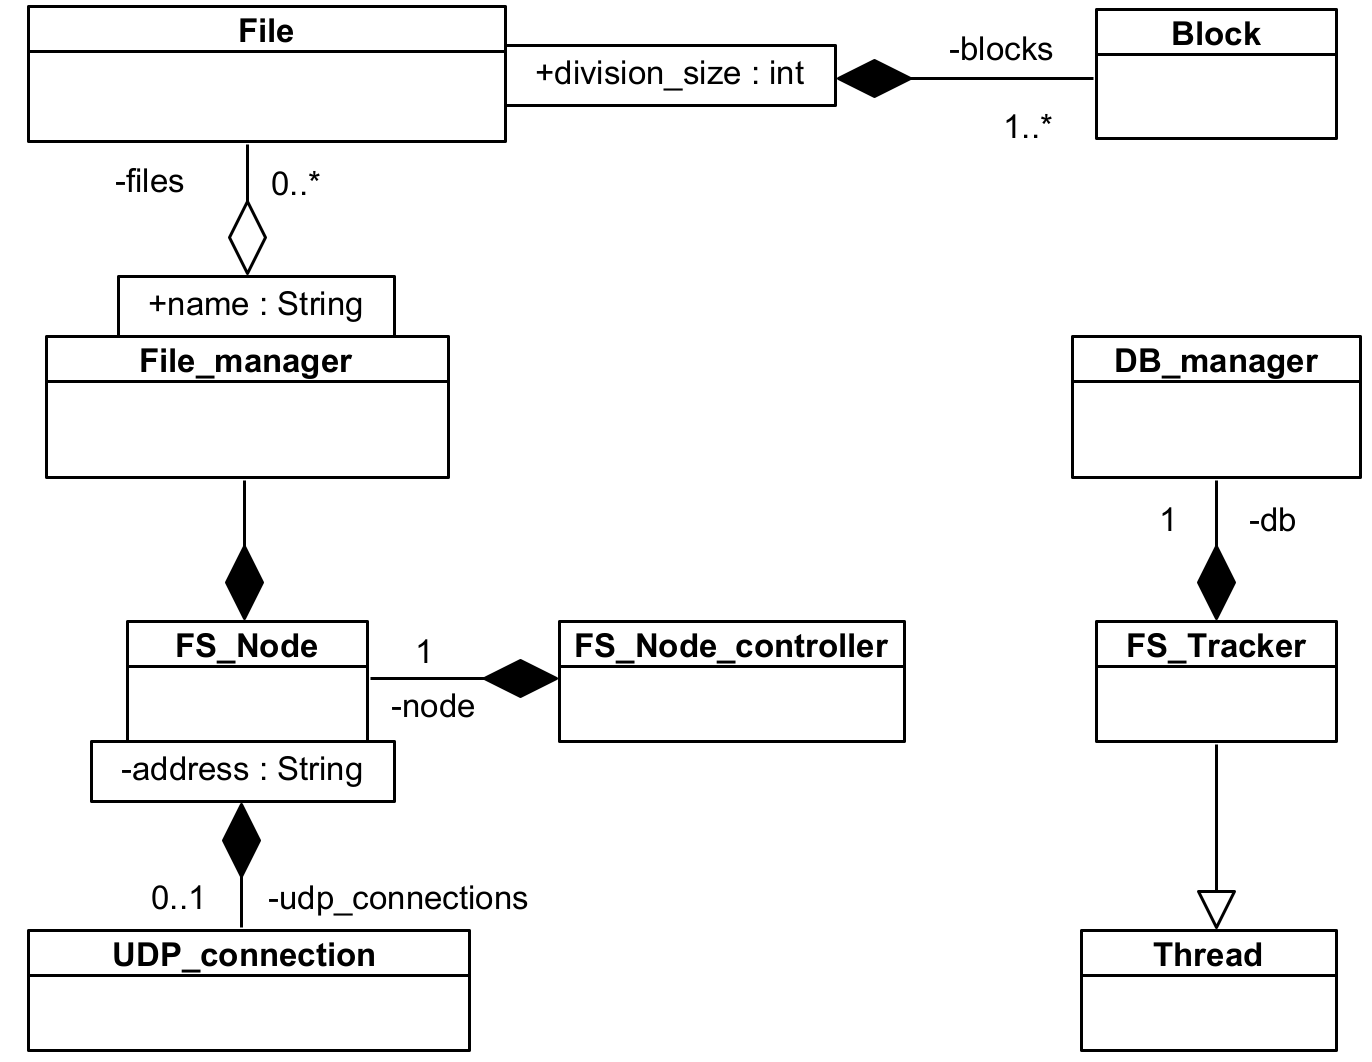 File
+division_size : int
-blocks
1..*
Block
-files
0..*
+name : String
File_manager
DB_manager
1
-db
FS_Node
1
-node
FS_Node_controller
FS_Tracker
-address : String
0..1
-udp_connections
UDP_connection
Thread